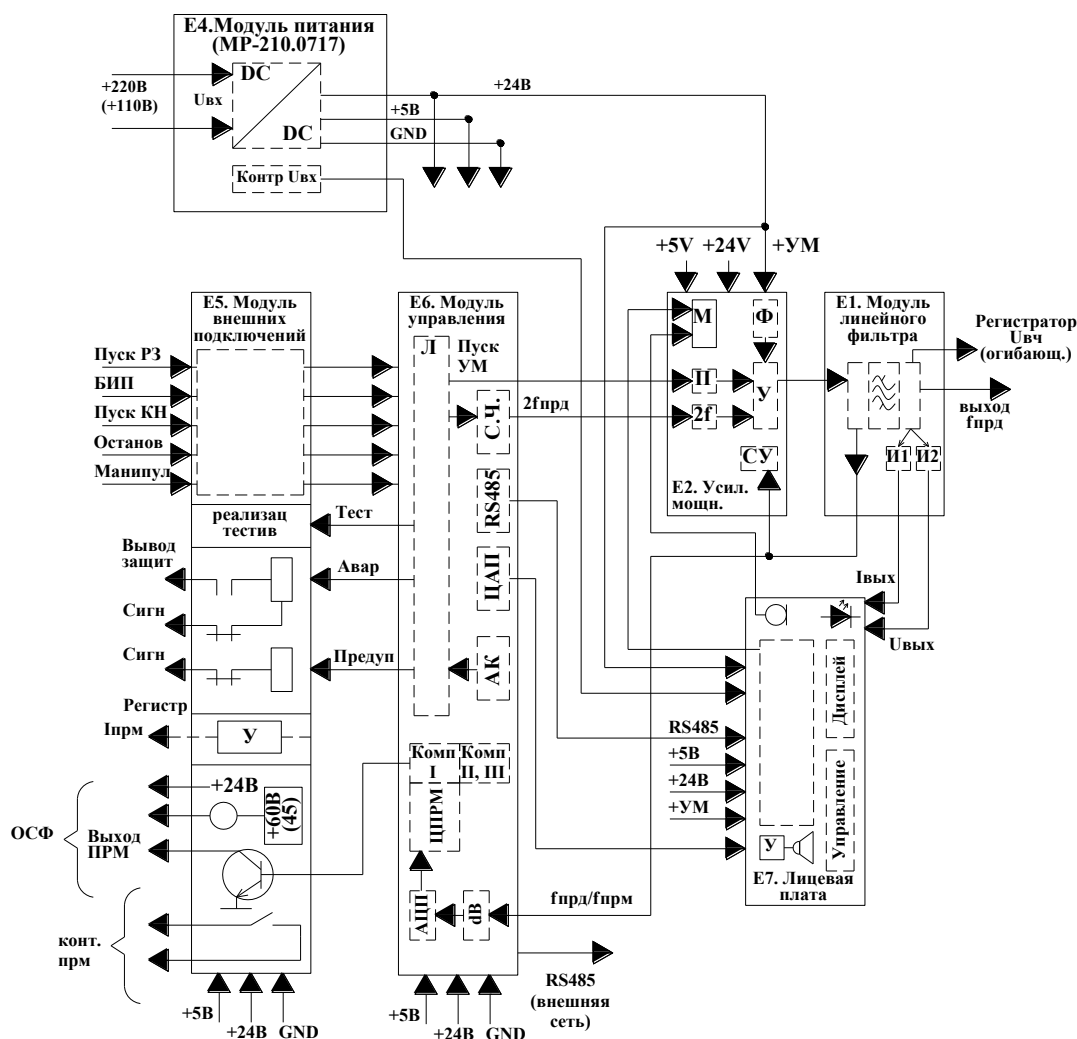 Е4.Модуль питания
(МР-210.0717)
DC
DC
+220В
(+110В)
Uвх
+24В
+5В
GND
Контр Uвх
+5V
+24V
+УМ
Е5. Модуль
внешних
подключений
Пуск РЗ
БИП
Пуск КН
Останов
Манипул
реализац
тестив
Вывод
защит
Сигн
Сигн
Регистр
Iпрм
У
+24В
+60В
(45)
ОСФ
Выход
ПРМ
конт.
прм
+5В
+24В
GND
Тест
Авар
Предуп
Е6. Модуль
управления
Л
Пуск
УМ
С.Ч.
2fпрд
RS485
ЦАП
АК
Комп
I
Комп
II, III
ЦПРМ
АЦП
dB
fпрд/fпрм
+5В
+24В
GND
RS485
(внешняя
сеть)
М
Ф
П
2f
У
СУ
Е2. Усил.
мощн.
Е1. Модуль
линейного
фильтра
И1
И2
Регистратор
Uвч
(огибающ.)
выход
fпрд
Iвых
Uвых
Дисплей
Управление
RS485
+5В
+24В
+УМ
У
Е7. Лицевая
плата